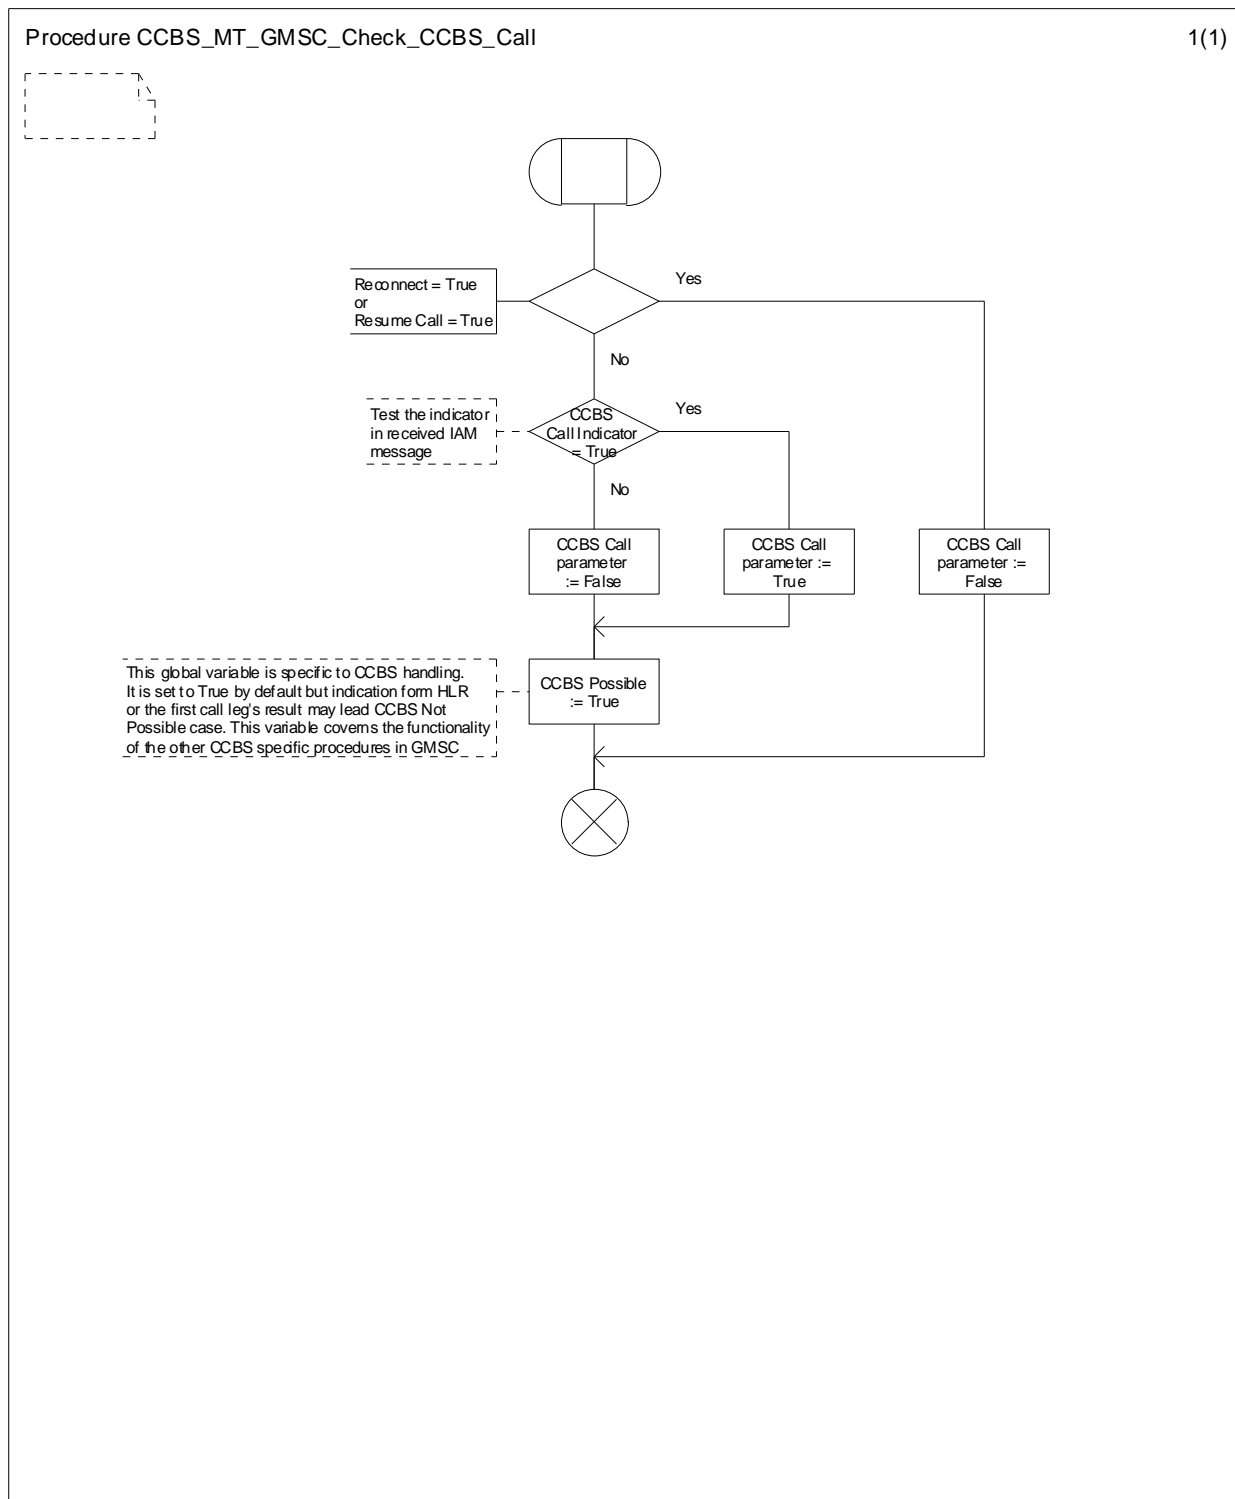 Procedure CCBS_MT_GMSC_Check_CCBS_Call
1(1)
Reconnect = True
or
Resume Call = True
Yes
No
Test the indicator
in received IAM
message
CCBS
Call Indicator
= True
Yes
No
CCBS Call
parameter
:= False
CCBS Call
parameter :=
True
CCBS Call
parameter :=
False
This global variable is specific to CCBS handling.
It is set to True by default but indication form HLR
or the first call leg's result may lead CCBS Not
Possible case. This variable coverns the functionality
of the other CCBS specific procedures in GMSC
CCBS Possible
:= True